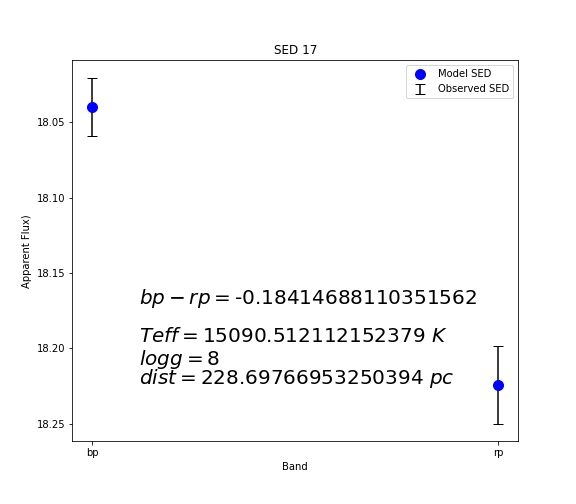 SED 17
Model SED
Observed SED
18.05
18.10
18.15
18.20
18.25
Apparent Flux)
bp − rp = -0.18414688110351562
Teff = 15090.512112152379 K
logg = 8
dist = 228.69766953250394 pc
bp
rp
Band